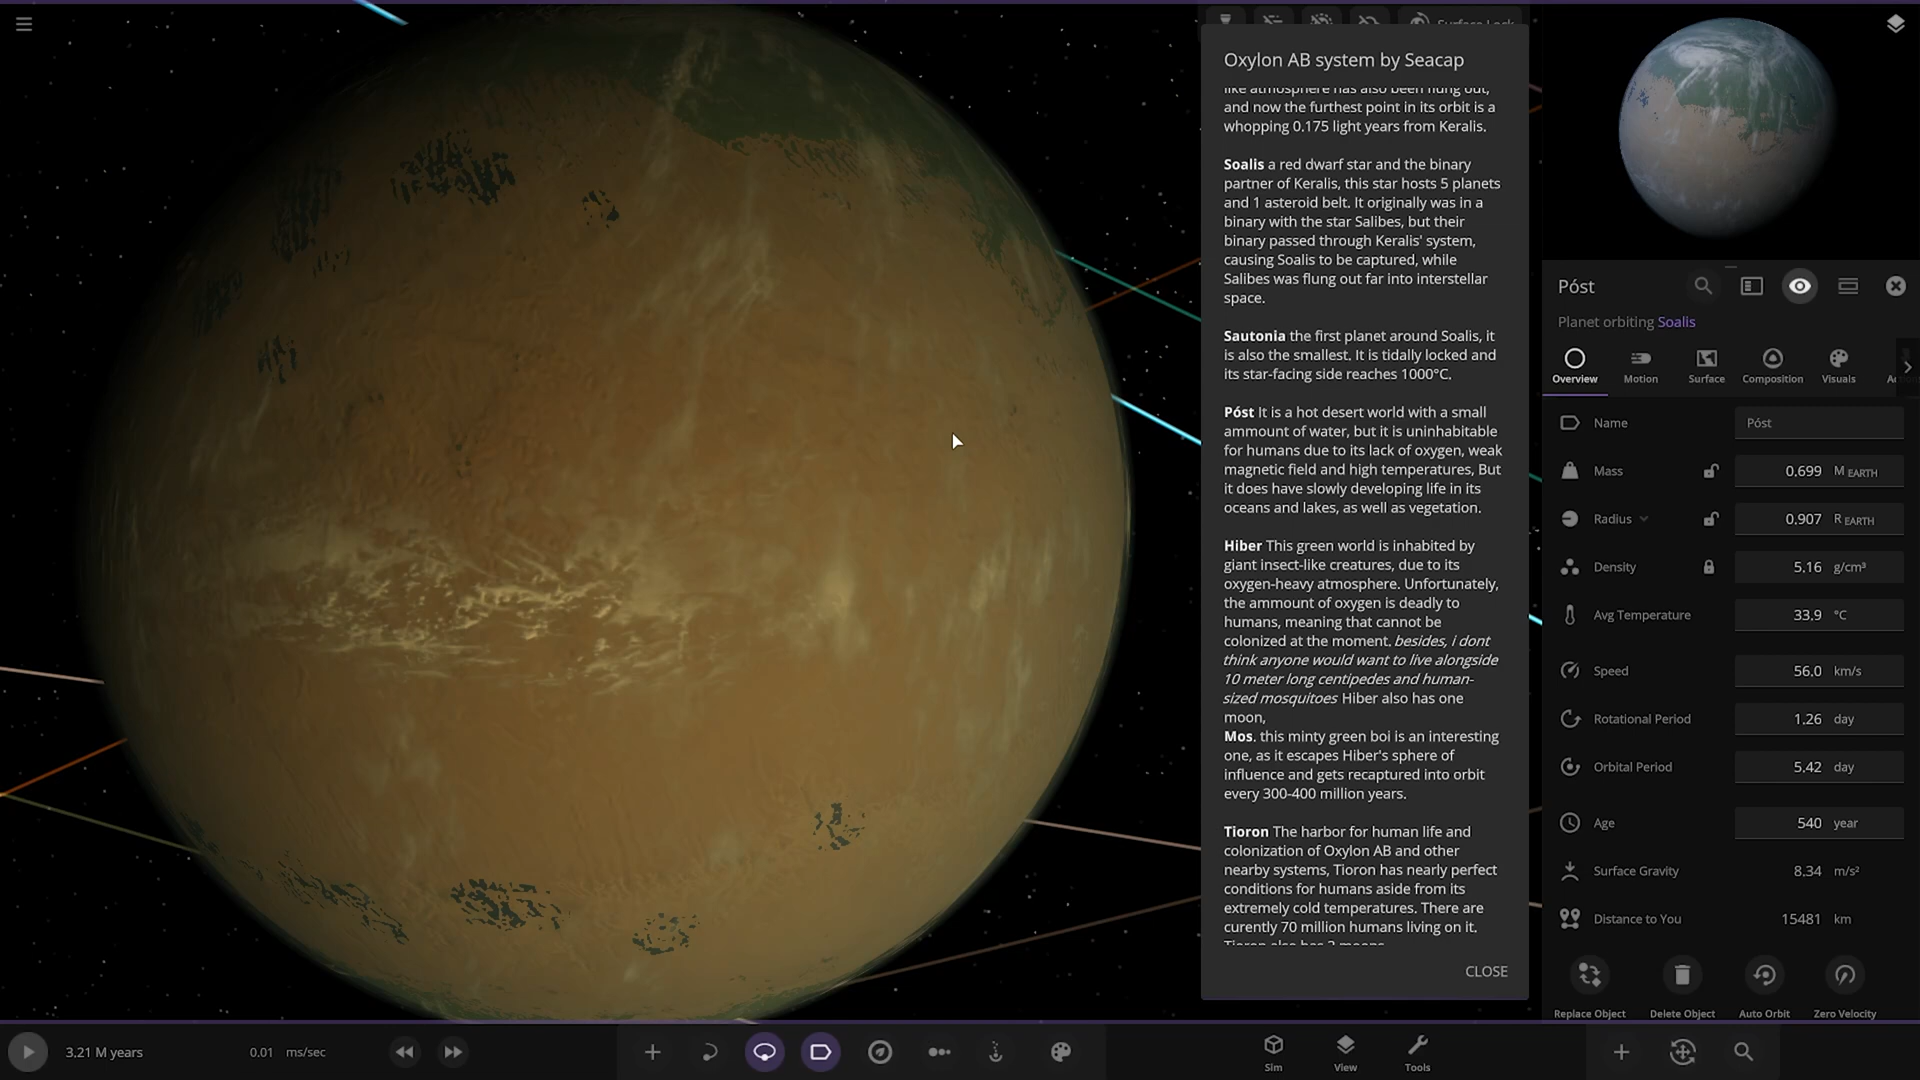 Surface Lock
Oxylon AB system by Seacap
like atmosphere has also been flung out,
and now the furthest point in its orbit is a
whopping 0.175 light years from Keralis.
Soalis a red dwarf star and the binary
partner of Keralis, this star hosts 5 planets
and 1 asteroid belt. It originally was in a
binary with the star Salibes, but their
binary passed through Keralis' system,
causing Soalis to be captured, while
Salibes was flung out far into interstellar
space.
Sautonia the first planet around Soalis, it
is also the smallest. It is tidally locked and
its star-facing side reaches 1000°C.
Póst It is a hot desert world with a small
ammount of water, but it is uninhabitable
for humans due to its lack of oxygen, weak
magnetic field and high temperatures, But
it does have slowly developing life in its
oceans and lakes, as well as vegetation.
Hiber This green world is inhabited by
giant insect-like creatures, due to its
oxygen-heavy atmosphere. Unfortunately,
the ammount of oxygen is deadly to
humans, meaning that cannot be
colonized at the moment. besides, i dont
think anyone would want to live alongside
10 meter long centipedes and human-
sized mosquitoes Hiber also has one
moon,
Mos. this minty green boi is an interesting
one, as it escapes Hiber's sphere of
influence and gets recaptured into orbit
every 300-400 million years.
Tioron The harbor for human life and
colonization of Oxylon AB and other
nearby systems, Tioron has nearly perfect
conditions for humans aside from its
extremely cold temperatures. There are
curently 70 million humans living on it.
Tioron also has 2 moons
CLOSE
Póst
Planet orbiting Soalis
Overview Motion Surface Composition Visuals
Name Póst
Mass 0,699 M EARTH
Radius 0,907 R EARTH
Density 5,16 g/cm³
Avg Temperature 33,9 °C
Speed 56,0 km/s
Rotational Period 1,26 day
Orbital Period 5,42 day
Age 540 year
Surface Gravity 8,34 m/s²
Distance to You 15481 km
Replace Object Delete Object Auto Orbit Zero Velocity
3.21 M years 0.01 ms/sec Sim View Tools